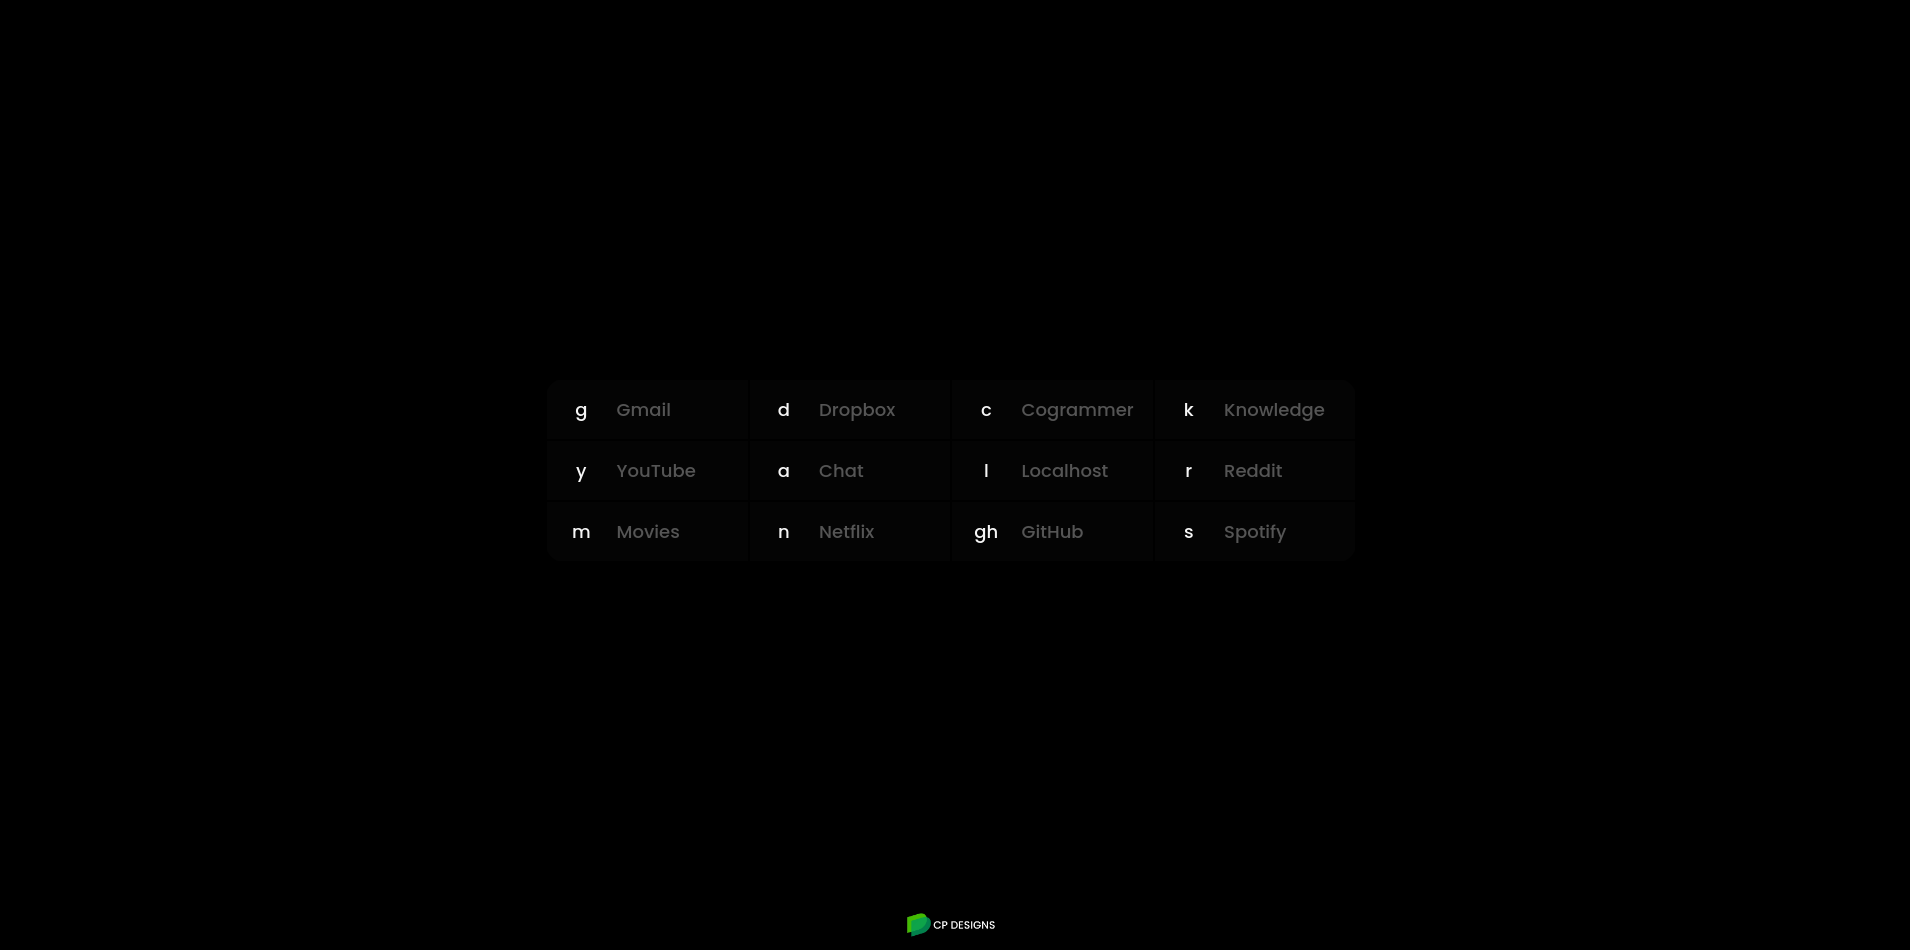 g Gmail d Dropbox c Cogrammer k Knowledge
y YouTube a Chat l Localhost r Reddit
m Movies n Netflix gh GitHub s Spotify
CP DESIGNS